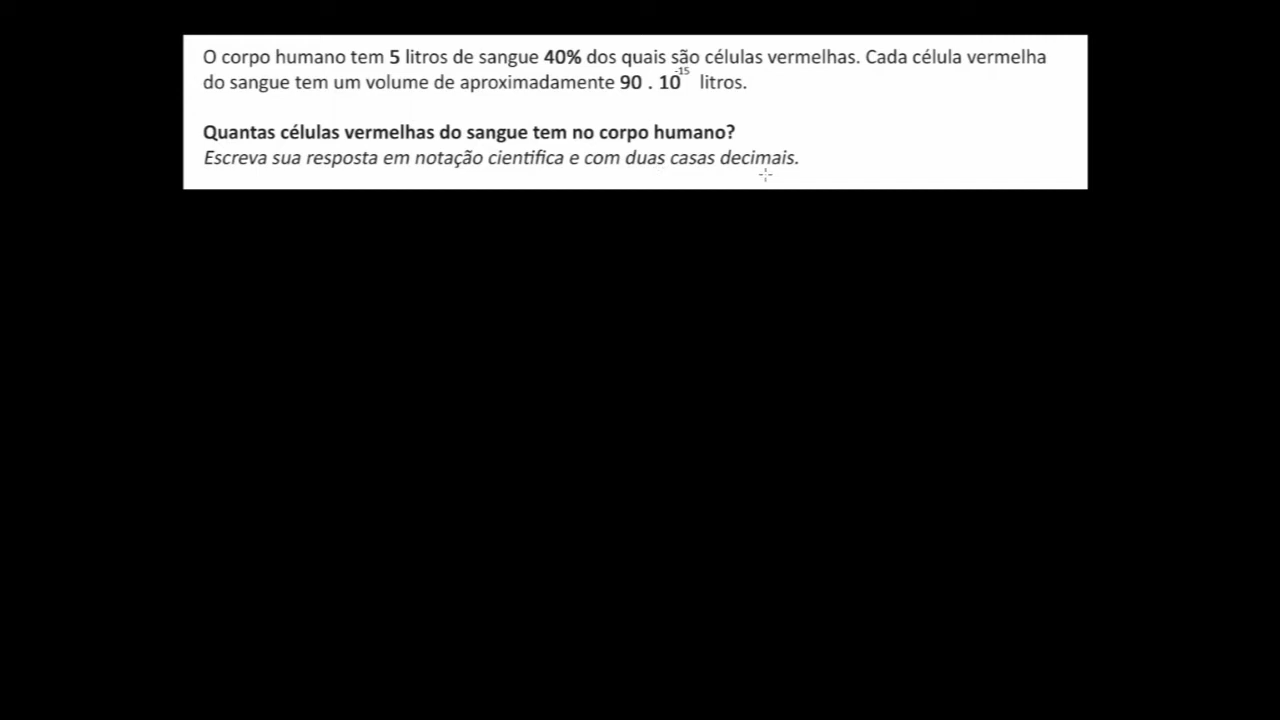 O corpo humano tem 5 litros de sangue 40% dos quais são células vermelhas. Cada célula vermelha
do sangue tem um volume de aproximadamente 90 . 10⁻¹⁵ litros.
Quantas células vermelhas do sangue tem no corpo humano?
Escreva sua resposta em notação científica e com duas casas decimais.